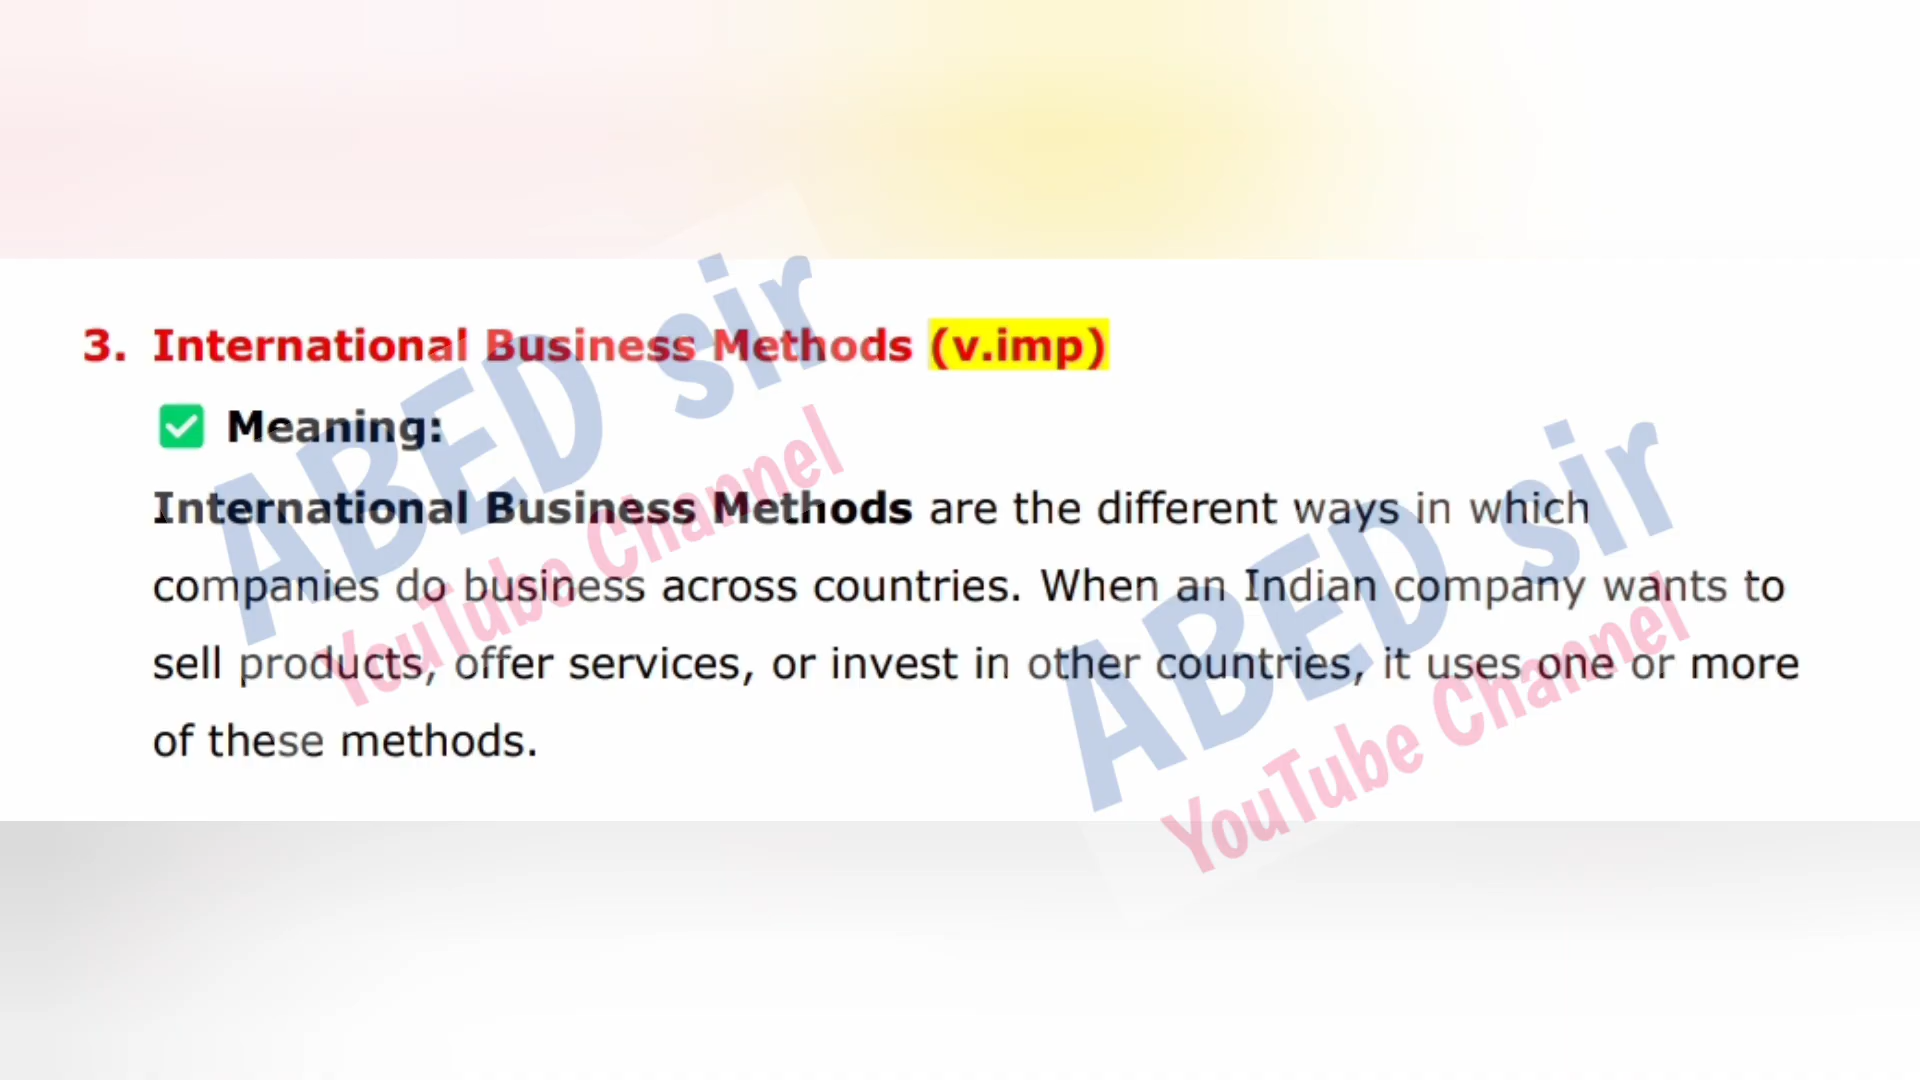 3. International Business Methods (v.imp)
✅ Meaning:
International Business Methods are the different ways in which
companies do business across countries. When an Indian company wants to
sell products, offer services, or invest in other countries, it uses one or more
of these methods.
ABED sir
YouTube Channel
ABED sir
YouTube Channel